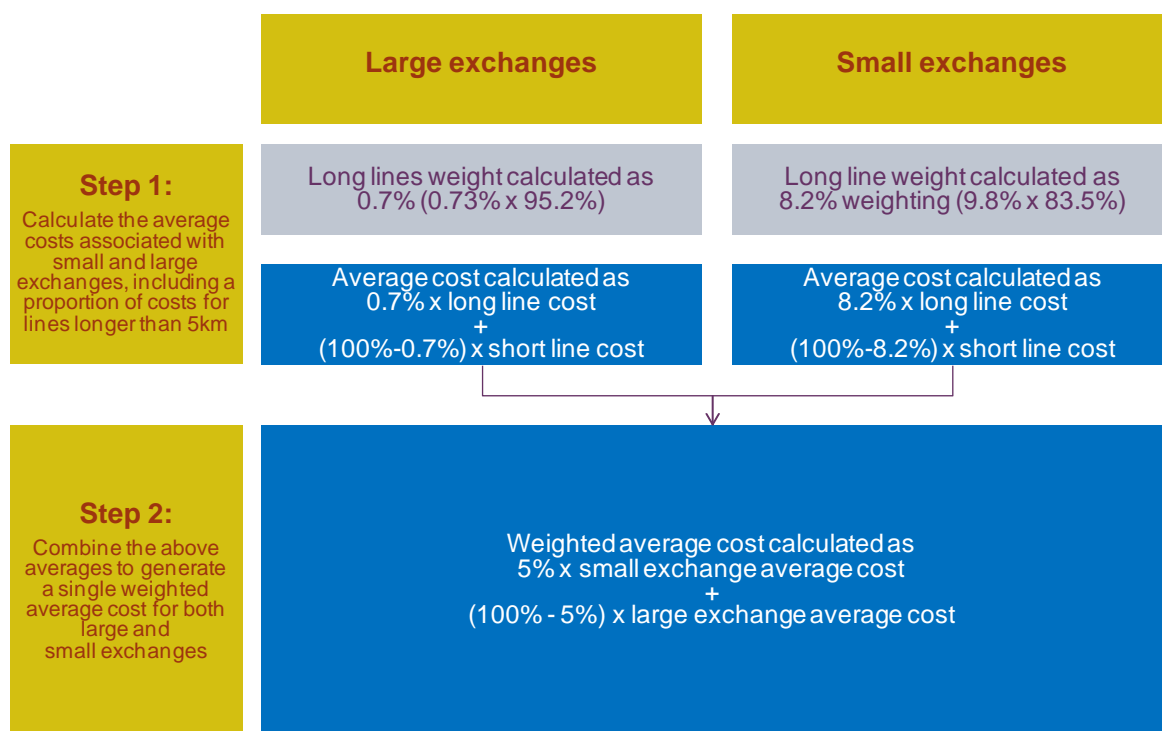 Large exchanges
Small exchanges
Step 1:
Calculate the average
costs associated with
small and large
exchanges, including a
proportion of costs for
lines longer than 5km
Long lines weight calculated as
0.7% (0.73% x 95.2%)
Long line weight calculated as
8.2% weighting (9.8% x 83.5%)
Average cost calculated as
0.7% x long line cost
+
(100%-0.7%) x short line cost
Average cost calculated as
8.2% x long line cost
+
(100%-8.2%) x short line cost
Step 2:
Combine the above
averages to generate
a single weighted
average cost for both
large and
small exchanges
Weighted average cost calculated as
5% x small exchange average cost
+
(100% - 5%) x large exchange average cost